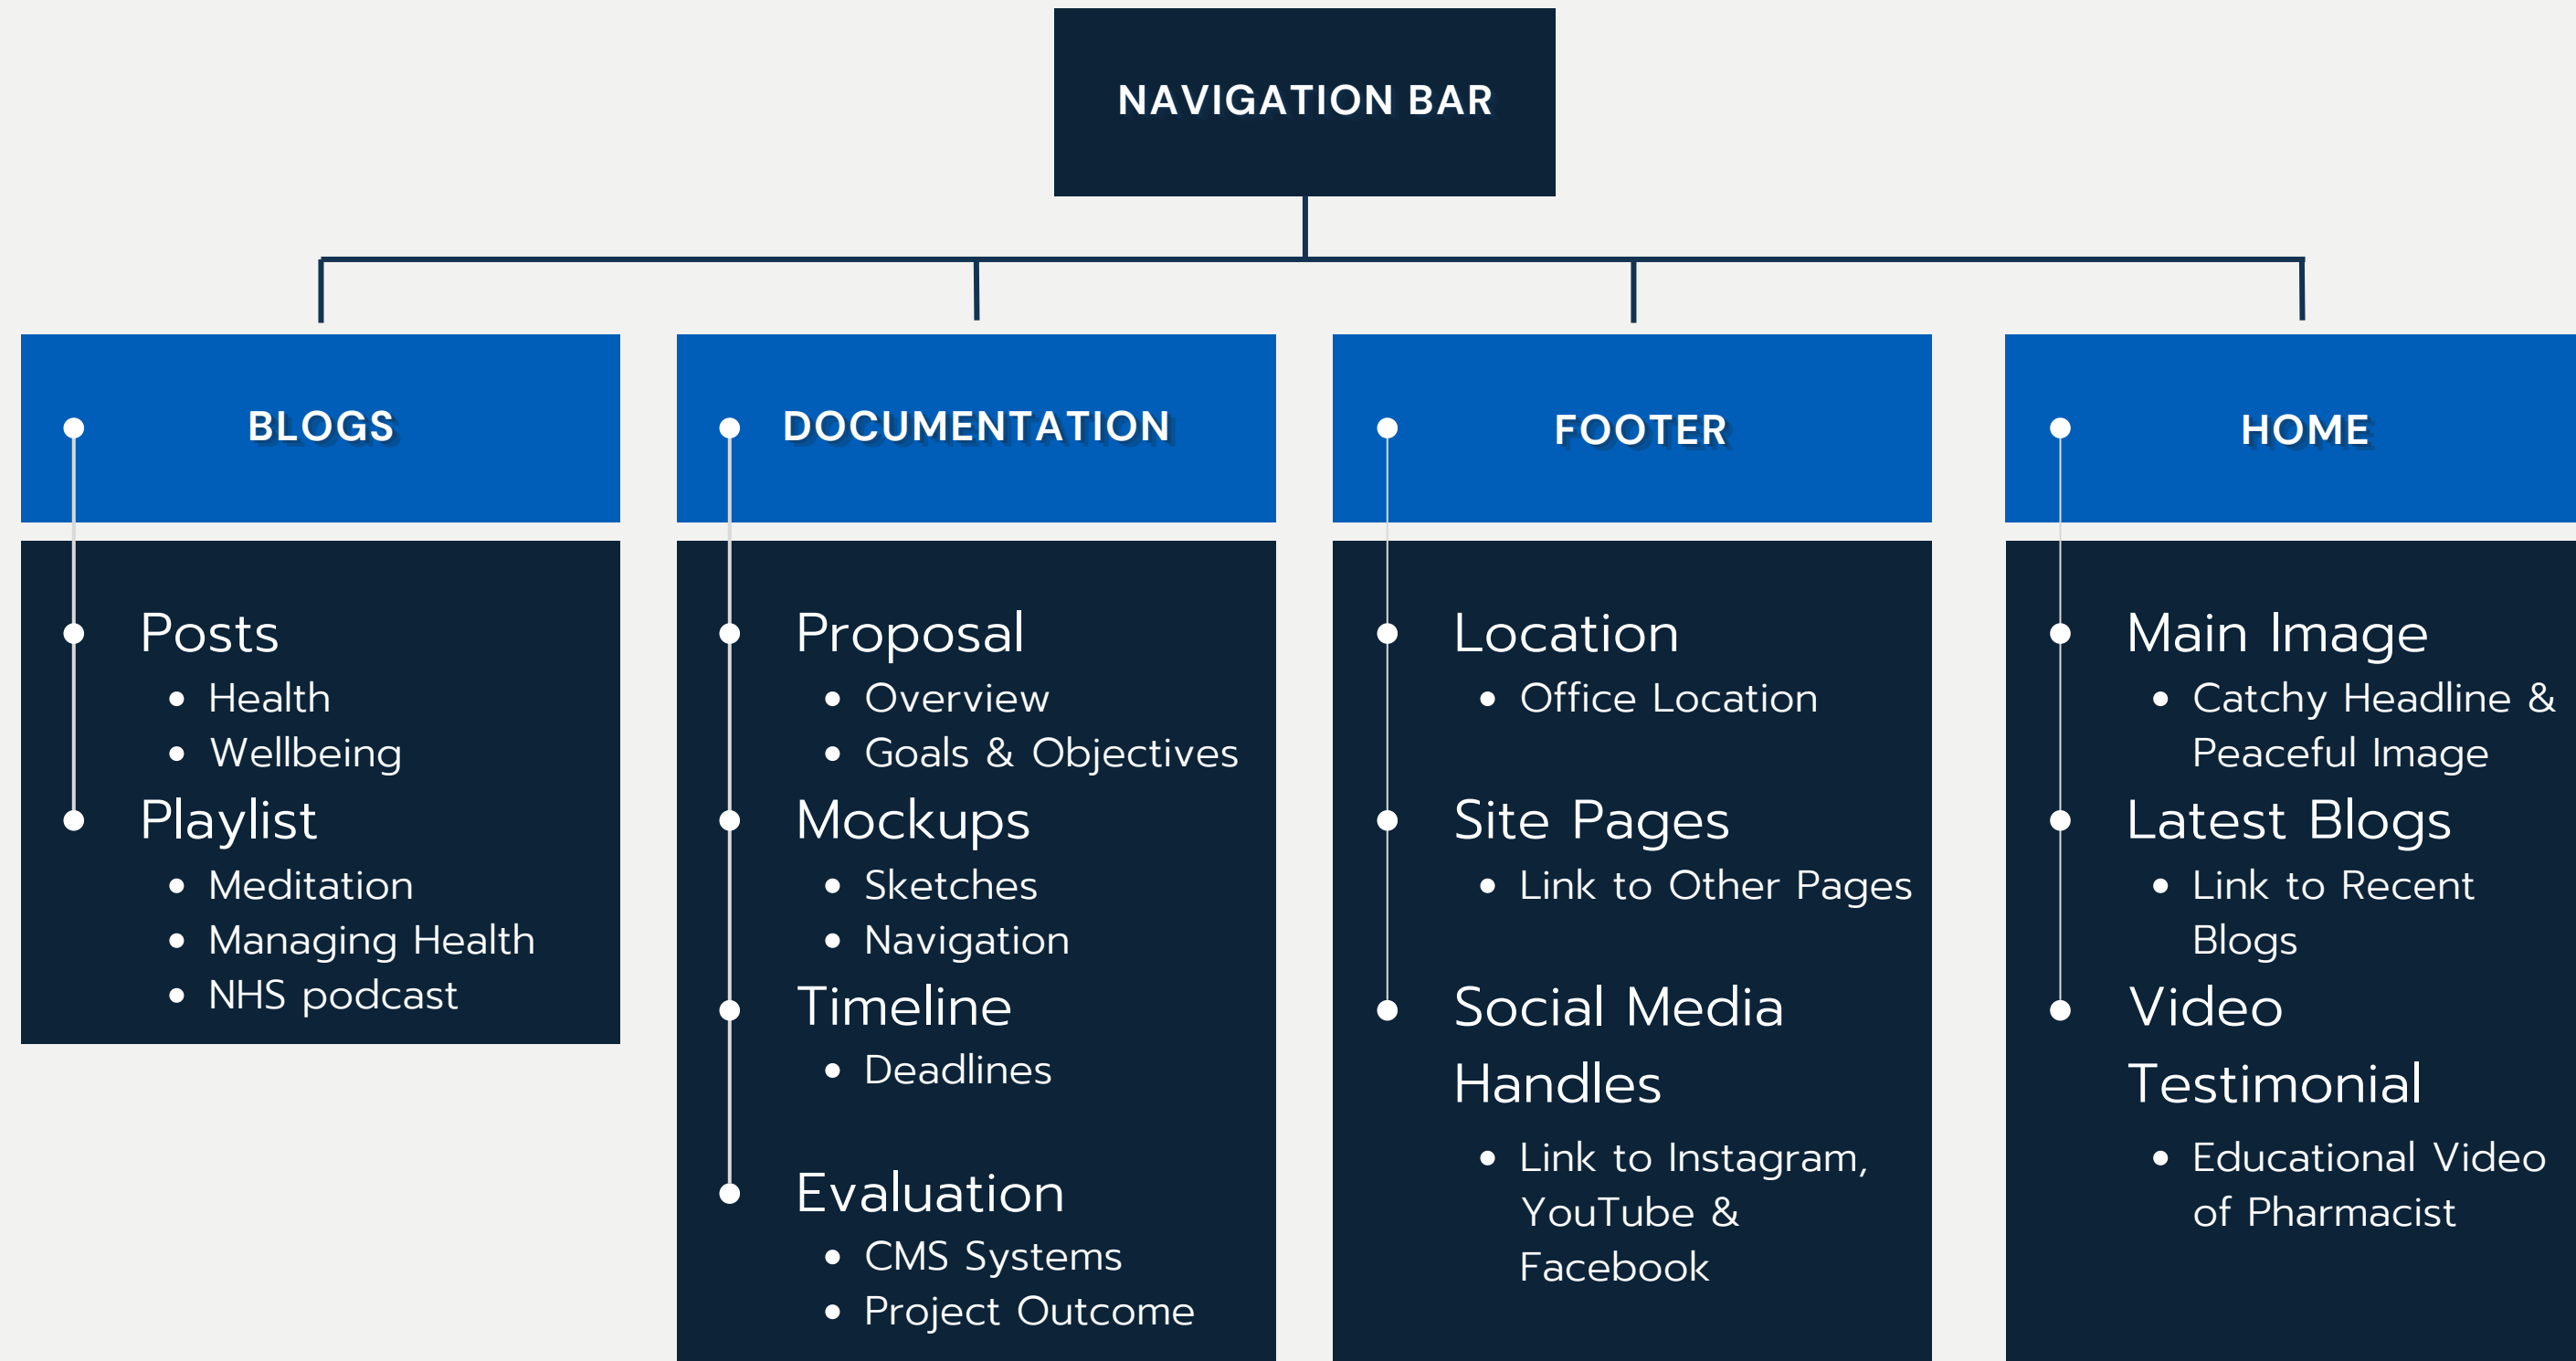 NAVIGATION BAR
BLOGS
Posts
• Health
• Wellbeing
Playlist
• Meditation
• Managing Health
• NHS podcast
DOCUMENTATION
Proposal
• Overview
• Goals & Objectives
Mockups
• Sketches
• Navigation
Timeline
• Deadlines
Evaluation
• CMS Systems
• Project Outcome
FOOTER
Location
• Office Location
Site Pages
• Link to Other Pages
Social Media
Handles
• Link to Instagram,
YouTube &
Facebook
HOME
Main Image
• Catchy Headline &
Peaceful Image
Latest Blogs
• Link to Recent
Blogs
Video
Testimonial
• Educational Video
of Pharmacist